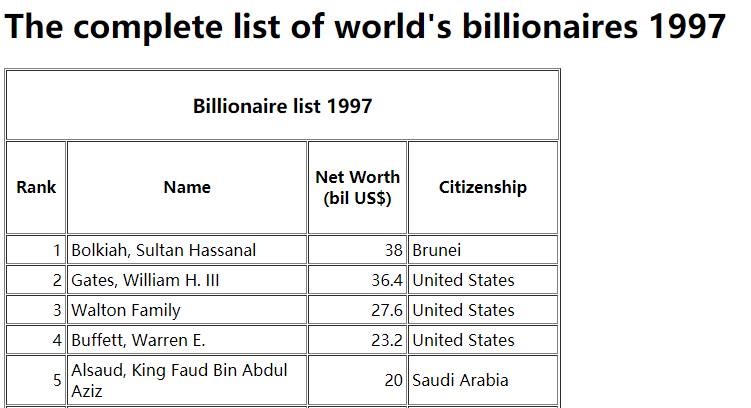 The complete list of world's billionaires 1997
Billionaire list 1997
Rank Name Net Worth (bil US$) Citizenship
1 Bolkiah, Sultan Hassanal 38 Brunei
2 Gates, William H. III 36.4 United States
3 Walton Family 27.6 United States
4 Buffett, Warren E. 23.2 United States
5 Alsaud, King Faud Bin Abdul Aziz 20 Saudi Arabia